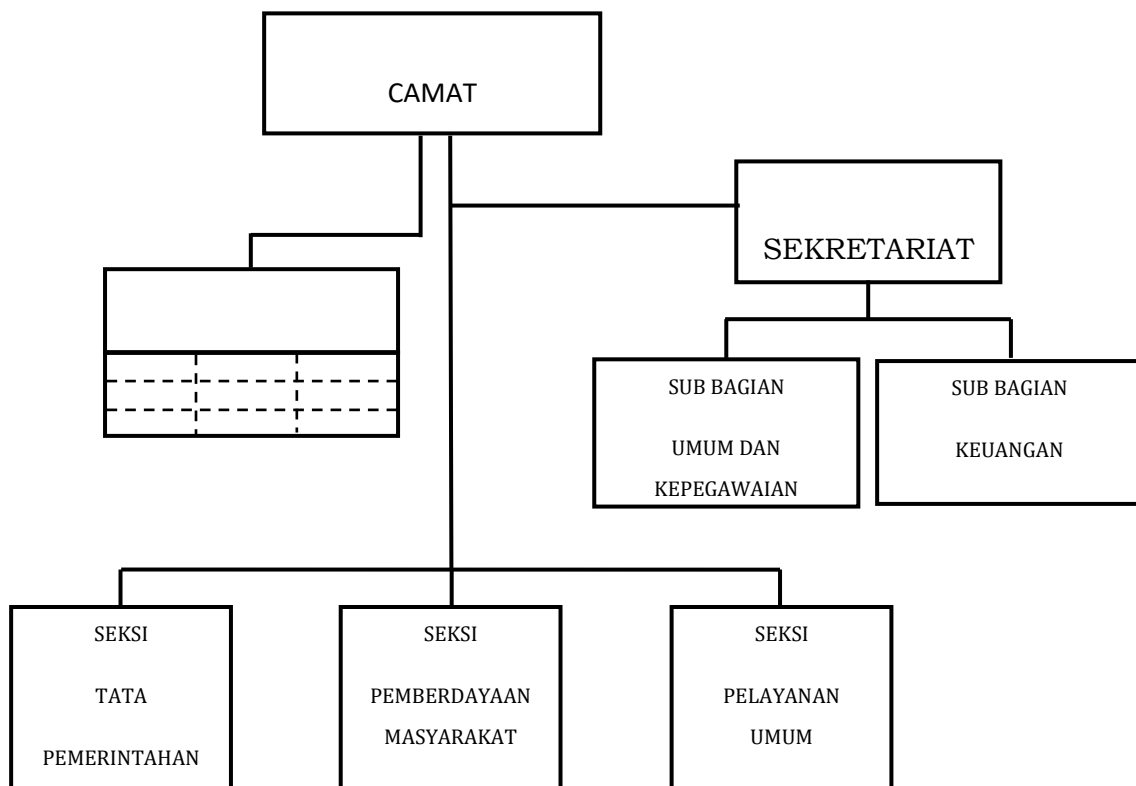 CAMAT
SEKRETARIAT
SUB BAGIAN
UMUM DAN
KEPEGAWAIAN
SUB BAGIAN
KEUANGAN
SEKSI
TATA
PEMERINTAHAN
SEKSI
PEMBERDAYAAN
MASYARAKAT
SEKSI
PELAYANAN
UMUM